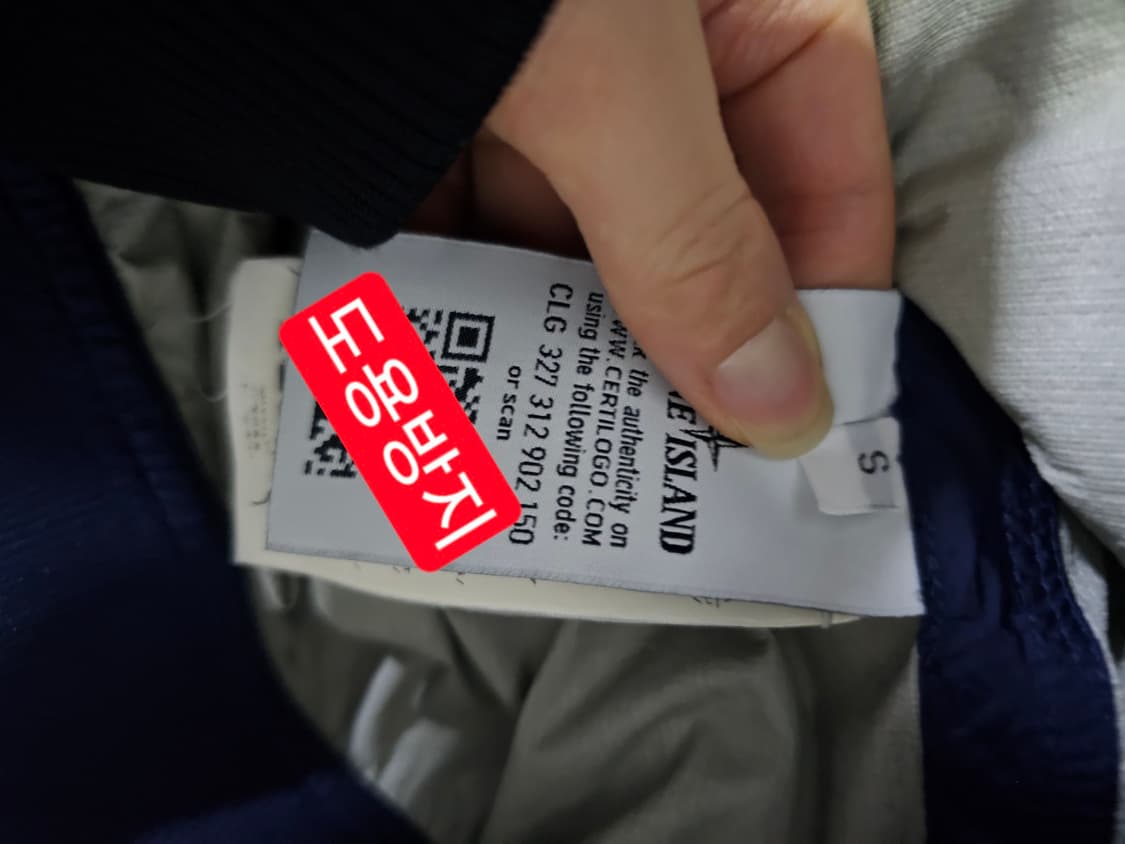 ISLAND
the authenticity on
WW.CERTILOGO.COM
using the following code:
CLG 327 312 902 150
or scan
도용방지
S